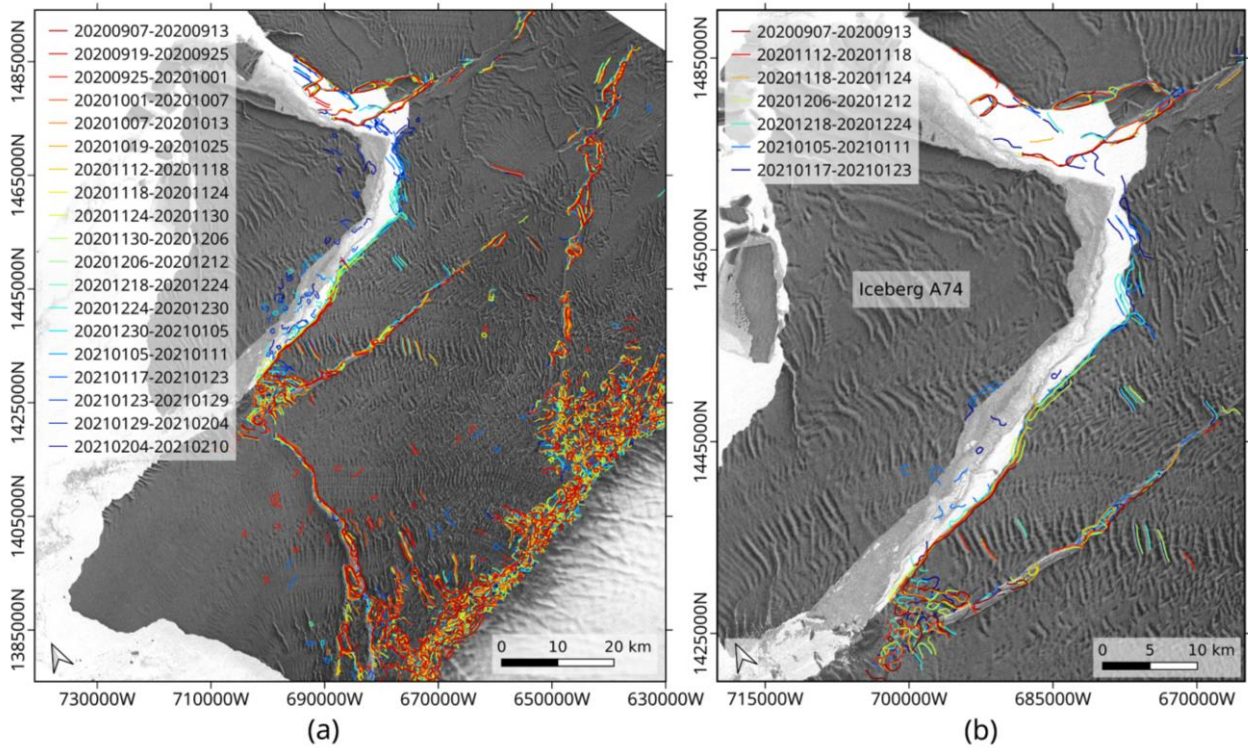 20200907-20200913
20200919-20200925
20200925-20201001
20201001-20201007
20201007-20201013
20201019-20201025
20201112-20201118
20201118-20201124
20201124-20201130
20201130-20201206
20201206-20201212
20201218-20201224
20201224-20201230
20201230-20210105
20210105-20210111
20210117-20210123
20210123-20210129
20210129-20210204
20210204-20210210
1485000N
1465000N
1445000N
1425000N
1405000N
1385000N
0 10 20 km
730000W 710000W 690000W 670000W 650000W 630000W
(a)
20200907-20200913
20201112-20201118
20201118-20201124
20201206-20201212
20201218-20201224
20210105-20210111
20210117-20210123
Iceberg A74
1485000N
1465000N
1445000N
1425000N
0 5 10 km
715000W 700000W 685000W 670000W
(b)